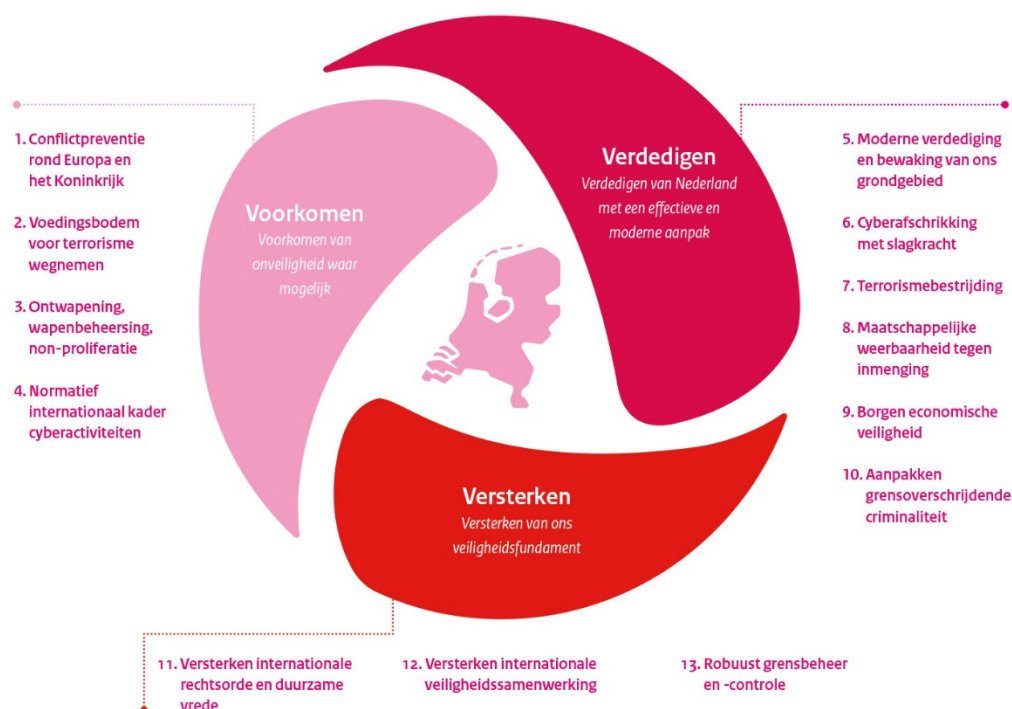 1. Conflictpreventie
rond Europa en
het Koninkrijk
2. Voedingsbodem
voor terrorisme
wegnemen
3. Ontwapening,
wapenbeheersing,
non-proliferatie
4. Normatief
internationaal kader
cyberactiviteiten
Voorkomen
Voorkomen van
onveiligheid waar
mogelijk
Verdedigen
Verdedigen van Nederland
met een effectieve en
moderne aanpak
5. Moderne verdediging
en bewaking van ons
grondgebied
6. Cyberafschrikking
met slagkracht
7. Terrorismebestrijding
8. Maatschappelijke
weerbaarheid tegen
inmenging
9. Borgen economische
veiligheid
10. Aanpakken
grensoverschrijdende
criminaliteit
Versterken
Versterken van ons
veiligheidsfundament
11. Versterken internationale
rechtsorde en duurzame
vrede
12. Versterken internationale
veiligheidssamenwerking
13. Robuust grensbeheer
en -controle